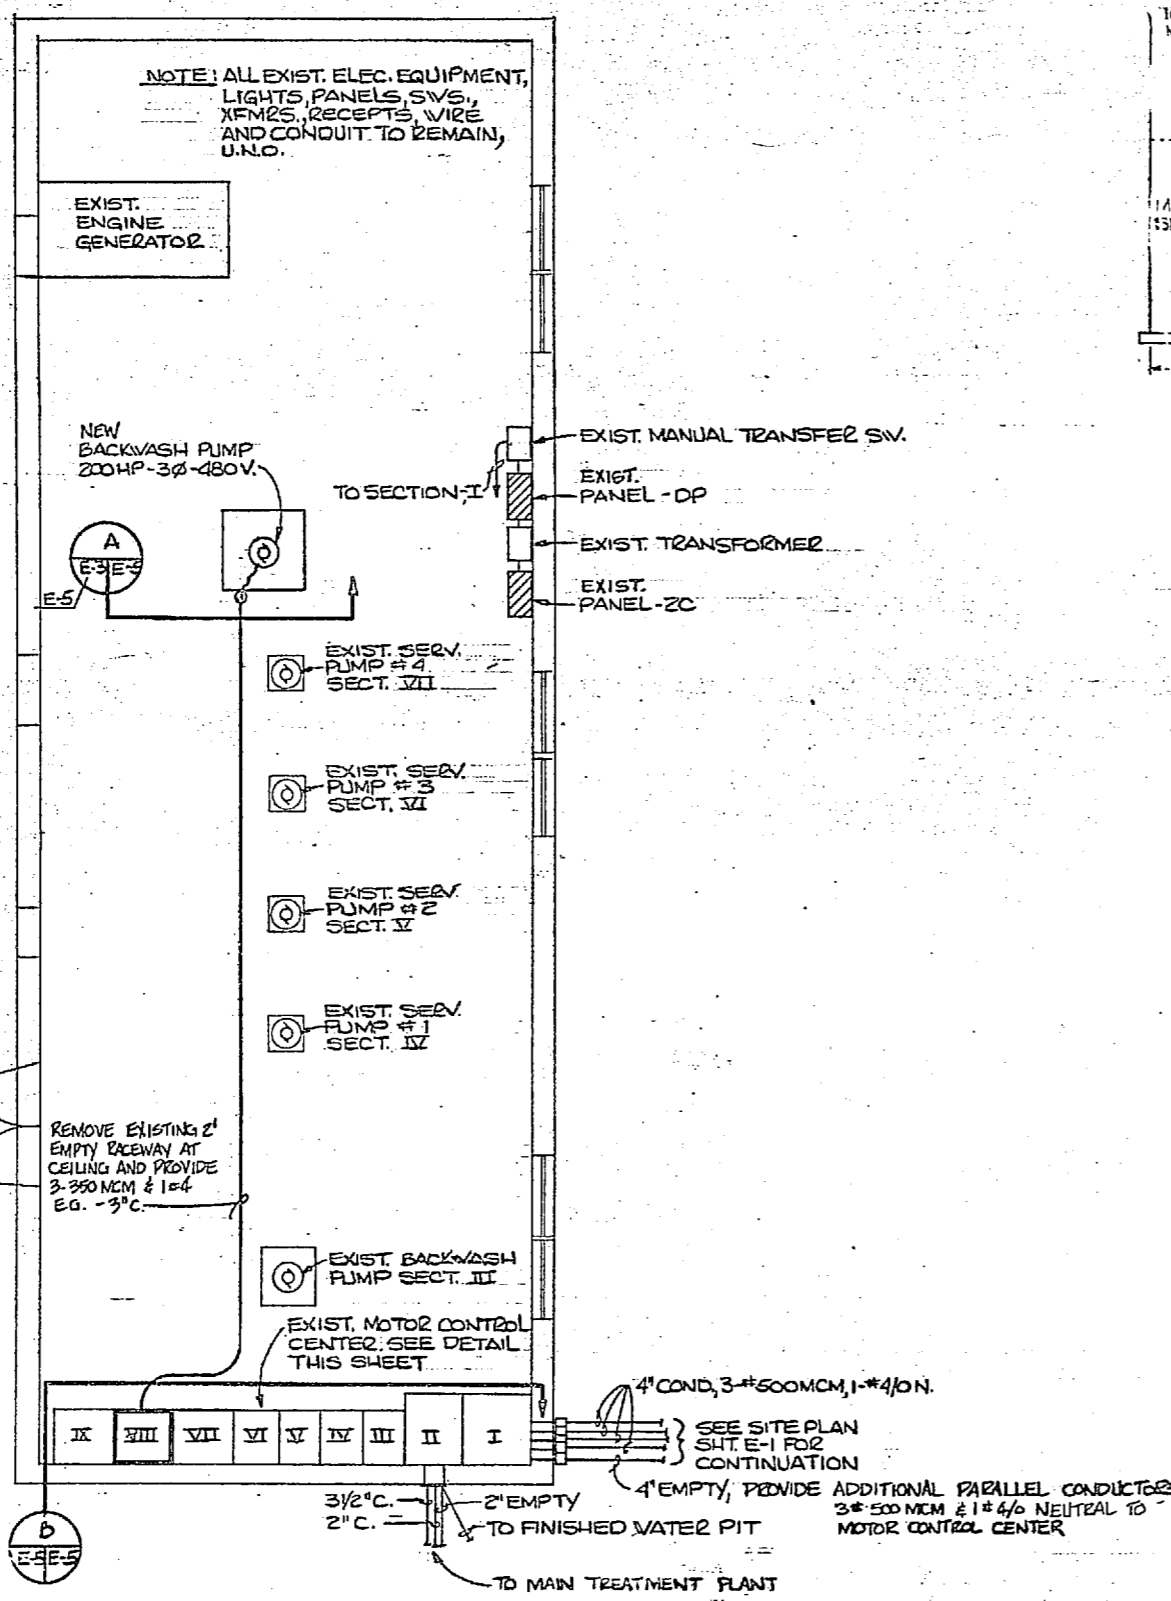 NOTE: ALL EXIST. ELEC. EQUIPMENT,
LIGHTS, PANELS, SWS.,
XFMRS., RECEPTS, WIRE
AND CONDUIT TO REMAIN,
U.N.O.
EXIST.
ENGINE
GENERATOR
NEW
BACKWASH PUMP
200HP-3Ø-480V.
TO SECTION-I
EXIST. MANUAL TRANSFER SW.
EXIST.
PANEL-DP
EXIST. TRANSFORMER
EXIST.
PANEL-2C
A
E-3 E-5
E-5
EXIST. SERV.
PUMP #4
SECT. VII
EXIST. SERV.
PUMP #3
SECT. VI
EXIST. SERV.
PUMP #2
SECT. V
EXIST. SERV.
PUMP #1
SECT. IV
REMOVE EXISTING 2"
EMPTY RACEWAY AT
CEILING AND PROVIDE
3-350 MCM & 1#4
E.G. - 3"C.
EXIST. BACKWASH
PUMP SECT. III
EXIST. MOTOR CONTROL
CENTER. SEE DETAIL
THIS SHEET
IX VIII VII VI V IV III II I
4" COND, 3-#500MCM, 1-#4/0 N.
SEE SITE PLAN
SHT. E-1 FOR
CONTINUATION
4" EMPTY, PROVIDE ADDITIONAL PARALLEL CONDUCTORS
3#500 MCM & 1#4/0 NEUTRAL TO
MOTOR CONTROL CENTER
3 1/2" C.
2" C.
2" EMPTY
TO FINISHED WATER PIT
TO MAIN TREATMENT PLANT
B
E-5 E-5